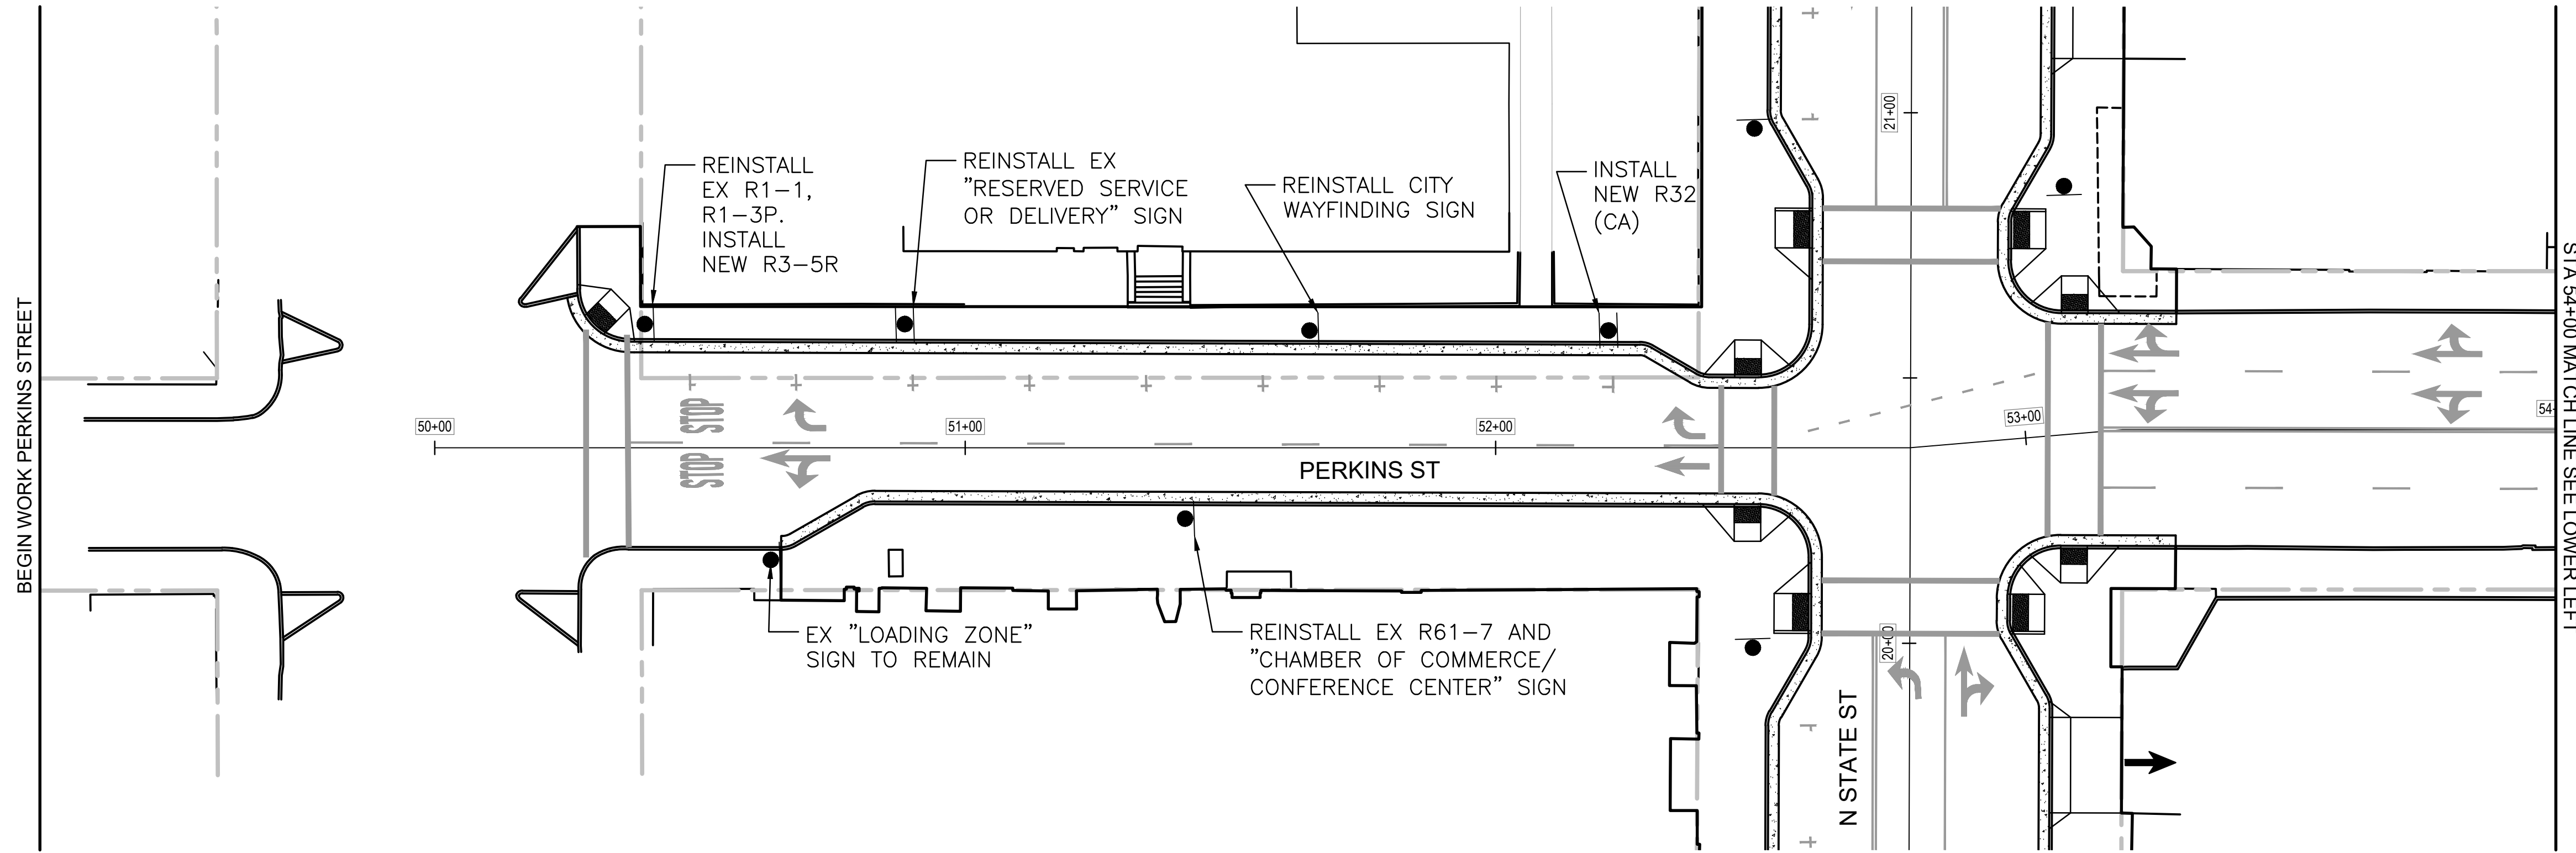 BEGIN WORK PERKINS STREET
REINSTALL
EX R1-1,
R1-3P.
INSTALL
NEW R3-5R
REINSTALL EX
"RESERVED SERVICE
OR DELIVERY" SIGN
REINSTALL CITY
WAYFINDING SIGN
INSTALL
NEW R32
(CA)
21+00
STA 54+00 MATCH LINE SEE LOWER LEFT
STOP
STOP
50+00
51+00
52+00
53+00
54-
PERKINS ST
EX "LOADING ZONE"
SIGN TO REMAIN
REINSTALL EX R61-7 AND
"CHAMBER OF COMMERCE/
CONFERENCE CENTER" SIGN
20+00
N STATE ST